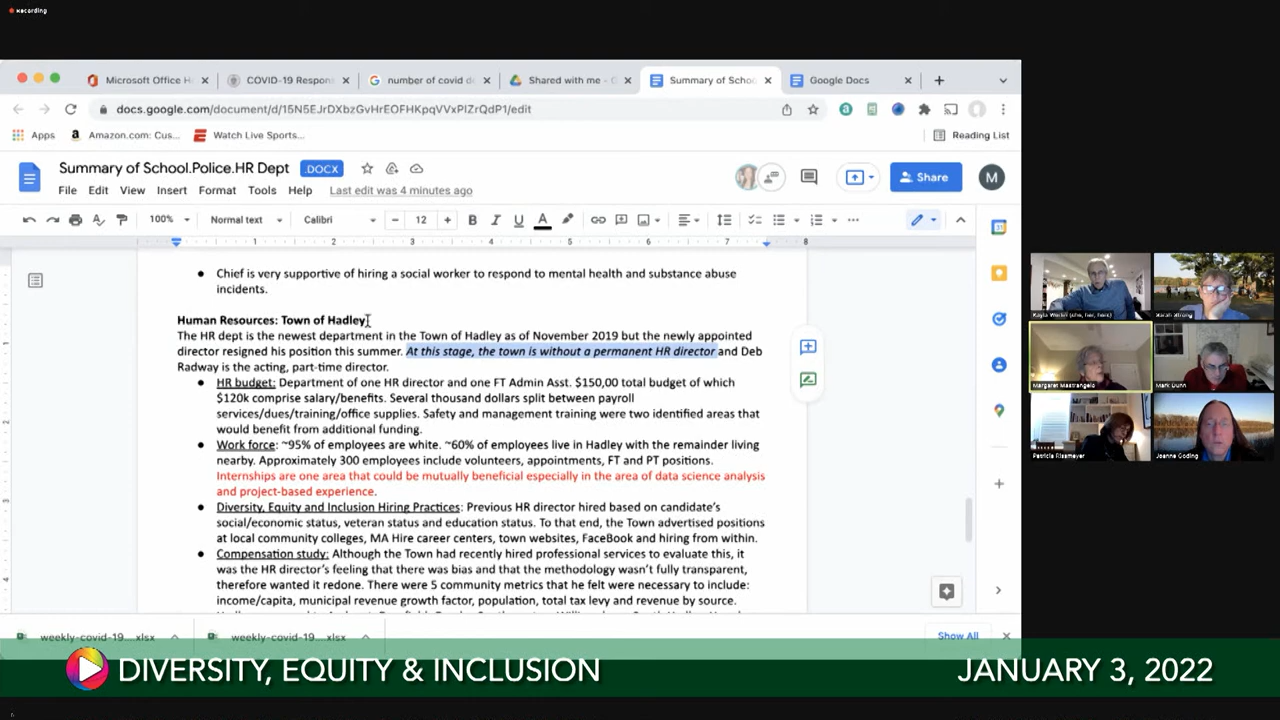 RECORDING
Microsoft Office H
COVID-19 Respon
number of covid d
Shared with me - G
Summary of Schoo
Google Docs
docs.google.com/document/d/15N5EJrDXbzGvHrEOFHKpqVVxPIZrQdP1/edit
Apps
Amazon.com: Cus...
Watch Live Sports...
Reading List
Summary of School.Police.HR Dept
.DOCX
Share
M
File Edit View Insert Format Tools Help Last edit was 4 minutes ago
100% Normal text Calibri 12 B I U A
1 2 3 4 5 6 7 8
• Chief is very supportive of hiring a social worker to respond to mental health and substance abuse
incidents.
Human Resources: Town of Hadley
The HR dept is the newest department in the Town of Hadley as of November 2019 but the newly appointed
director resigned his position this summer. At this stage, the town is without a permanent HR director and Deb
Radway is the acting, part-time director.
• HR budget: Department of one HR director and one FT Admin Asst. $150,00 total budget of which
$120k comprise salary/benefits. Several thousand dollars split between payroll
services/dues/training/office supplies. Safety and management training were two identified areas that
would benefit from additional funding.
• Work force: ~95% of employees are white. ~60% of employees live in Hadley with the remainder living
nearby. Approximately 300 employees include volunteers, appointments, FT and PT positions.
Internships are one area that could be mutually beneficial especially in the area of data science analysis
and project-based experience.
• Diversity, Equity and Inclusion Hiring Practices: Previous HR director hired based on candidate's
social/economic status, veteran status and education status. To that end, the Town advertised positions
at local community colleges, MA Hire career centers, town websites, FaceBook and hiring from within.
• Compensation study: Although the Town had recently hired professional services to evaluate this, it
was the HR director's feeling that there was bias and that the methodology wasn't fully transparent,
therefore wanted it redone. There were 5 community metrics that he felt were necessary to include:
income/capita, municipal revenue growth factor, population, total tax levy and revenue by source.
Kayla Werlin (she, her, hers)
Sarah Strong
Margaret Mastrangelo
Mark Dunn
Patricia Rissmeyer
Joanne Goding
weekly-covid-19....xlsx
weekly-covid-19....xlsx
Show All
DIVERSITY, EQUITY & INCLUSION
JANUARY 3, 2022